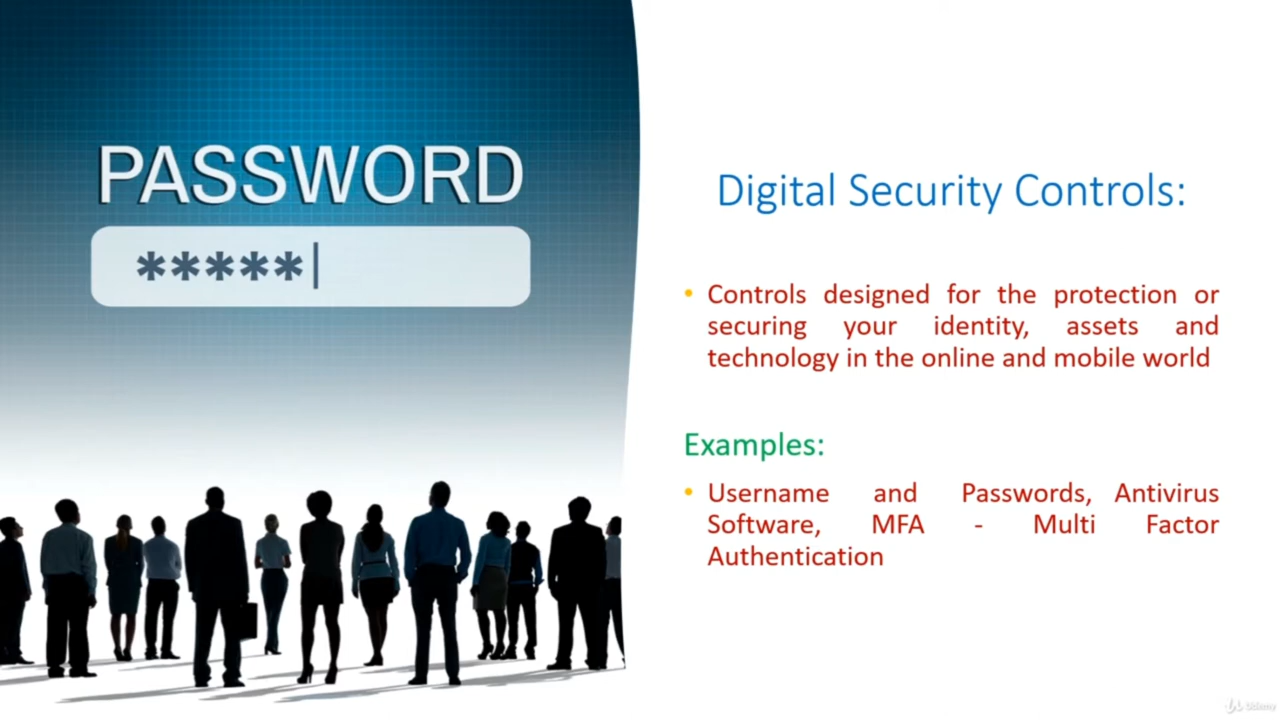 PASSWORD
*****|
Digital Security Controls:
• Controls designed for the protection or
securing your identity, assets and
technology in the online and mobile world
Examples:
• Username and Passwords, Antivirus
Software, MFA - Multi Factor
Authentication
Udemy